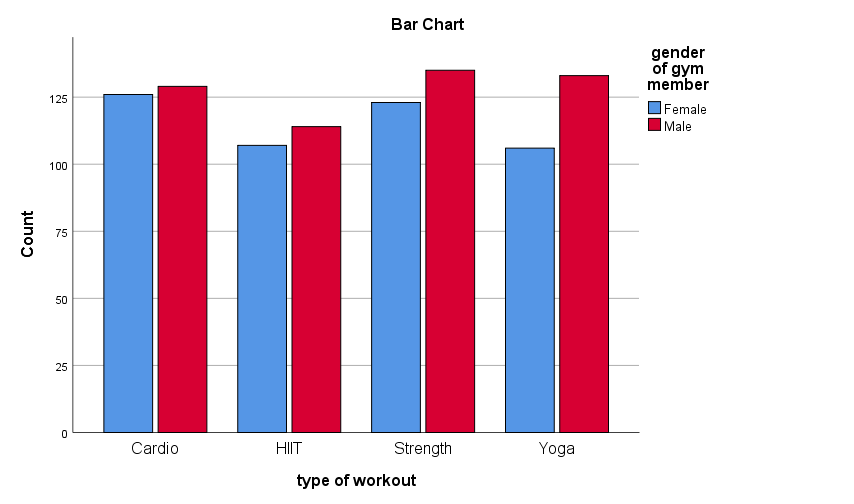 Bar Chart
gender
of gym
member
Female
Male
Count
125
100
75
50
25
0
Cardio HIIT Strength Yoga
type of workout